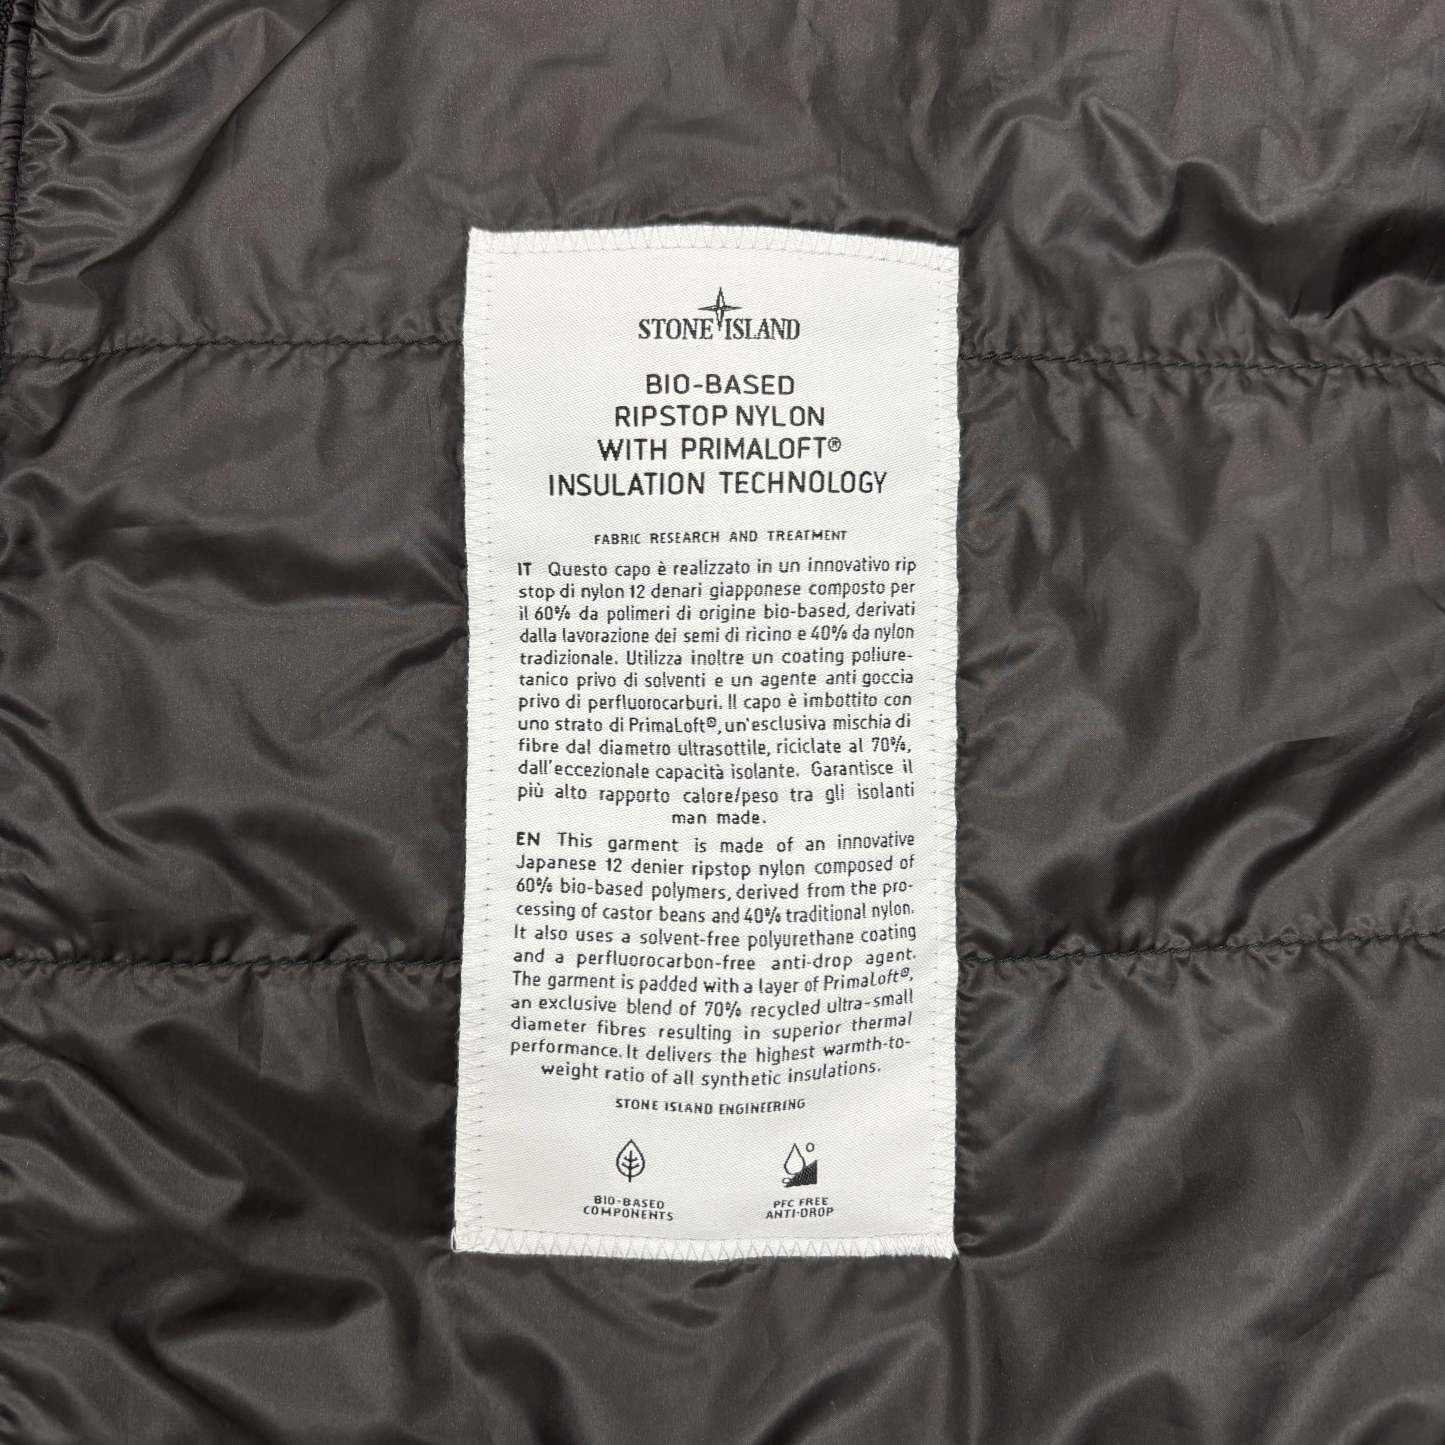 STONE ISLAND
BIO-BASED
RIPSTOP NYLON
WITH PRIMALOFT®
INSULATION TECHNOLOGY
FABRIC RESEARCH AND TREATMENT
IT Questo capo è realizzato in un innovativo rip
stop di nylon 12 denari giapponese composto per
il 60% da polimeri di origine bio-based, derivati
dalla lavorazione dei semi di ricino e 40% da nylon
tradizionale. Utilizza inoltre un coating poliure-
tanico privo di solventi e un agente anti goccia
privo di perfluorocarburi. Il capo è imbottito con
uno strato di PrimaLoft®, un'esclusiva mischia di
fibre dal diametro ultrasottile, riciclate al 70%,
dall'eccezionale capacità isolante. Garantisce il
più alto rapporto calore/peso tra gli isolanti
man made.
EN This garment is made of an innovative
Japanese 12 denier ripstop nylon composed of
60% bio-based polymers, derived from the pro-
cessing of castor beans and 40% traditional nylon.
It also uses a solvent-free polyurethane coating
and a perfluorocarbon-free anti-drop agent.
The garment is padded with a layer of PrimaLoft®,
an exclusive blend of 70% recycled ultra-small
diameter fibres resulting in superior thermal
performance. It delivers the highest warmth-to-
weight ratio of all synthetic insulations.
STONE ISLAND ENGINEERING
BIO-BASED
COMPONENTS
PFC FREE
ANTI-DROP